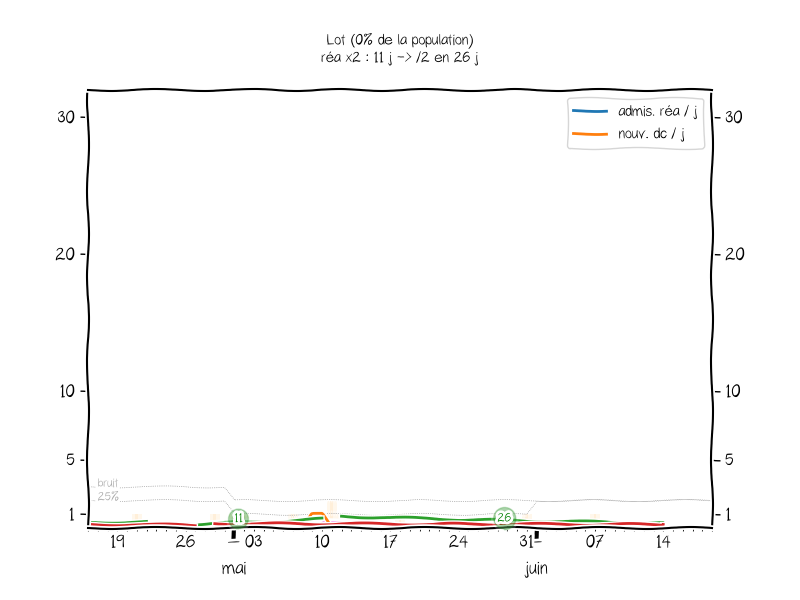 Lot (0% de la population)
réa x2 : 11 j -> /2 en 26 j
admis. réa / j
nouv. dc / j
30 30
20 20
10 10
5 5
bruit
25%
1 11 26 1
19 26 03 10 17 24 31 07 14
mai juin